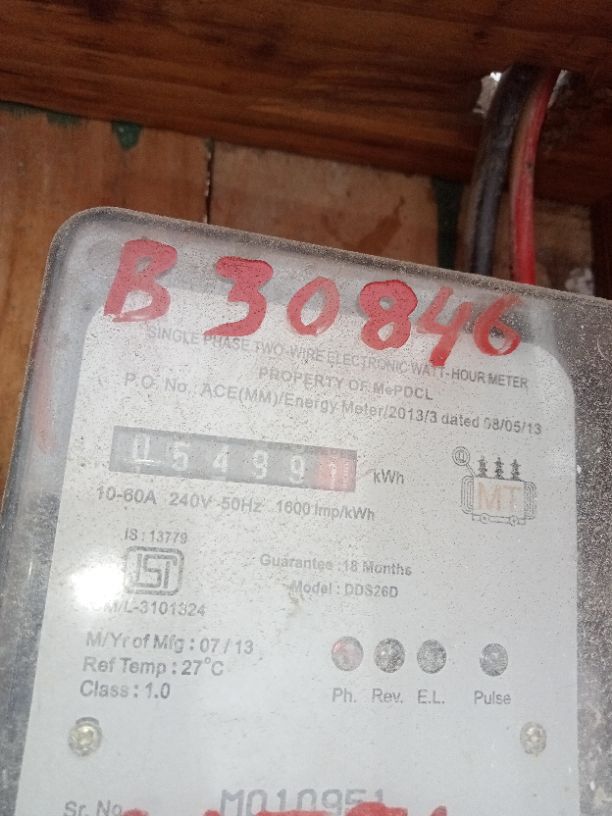 B 30846
SINGLE PHASE TWO-WIRE ELECTRONIC WATT-HOUR METER
PROPERTY OF MePDCL
P.O. No. ACE(MM)/Energy Meter/2013/3 dated 08/05/13
kWh
10-60A 240V-50Hz 1600 Imp/kWh
MT
IS : 13779
ISI
CM/L-3101324
Guarantee : 18 Months
Model : DDS26D
M/Yr of Mfg : 07 / 13
Ref Temp : 27°C
Class : 1.0
Ph. Rev. E.L. Pulse
Sr. No. M010951